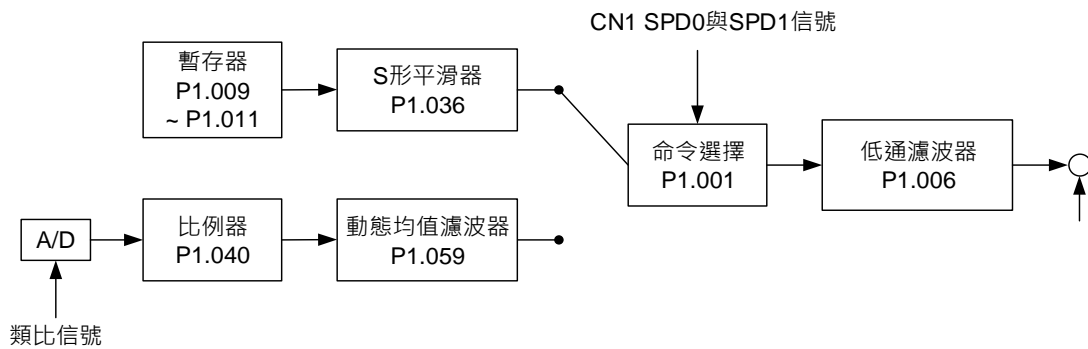 CN1 SPD0與SPD1信號
暫存器
P1.009
~ P1.011
S形平滑器
P1.036
命令選擇
P1.001
低通濾波器
P1.006
A/D
比例器
P1.040
動態均值濾波器
P1.059
類比信號